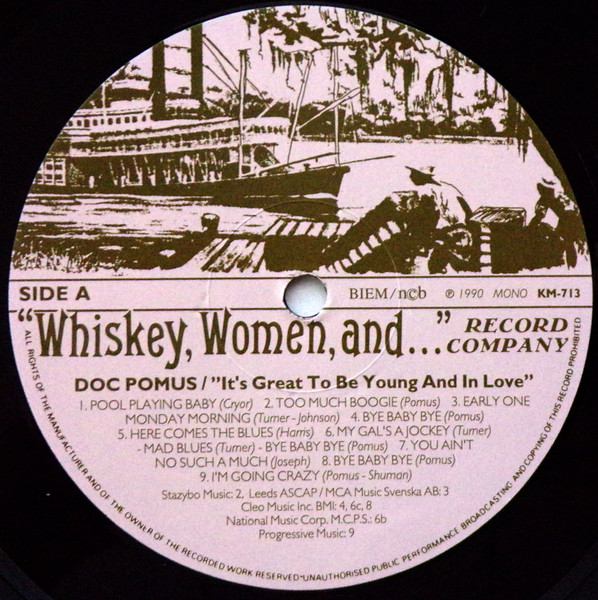 SIDE A
BIEM/n©b ℗ 1990 MONO KM-713
"Whiskey, Women, and..." RECORD
COMPANY
DOC POMUS / "It's Great To Be Young And In Love"
1. POOL PLAYING BABY (Cryor) 2. TOO MUCH BOOGIE (Pomus) 3. EARLY ONE
MONDAY MORNING (Turner - Johnson) 4. BYE BABY BYE (Pomus)
5. HERE COMES THE BLUES (Harris) 6. MY GAL'S A JOCKEY (Turner)
- MAD BLUES (Turner) - BYE BABY BYE (Pomus) 7. YOU AIN'T
NO SUCH A MUCH (Joseph) 8. BYE BABY BYE (Pomus)
9. I'M GOING CRAZY (Pomus - Shuman)
Stazybo Music: 2, Leeds ASCAP / MCA Music Svenska AB: 3
Cleo Music Inc. BMI: 4, 6c, 8
National Music Corp. M.C.P.S.: 6b
Progressive Music: 9
ALL RIGHTS OF THE MANUFACTURER AND OF THE OWNER OF THE RECORDED WORK RESERVED·UNAUTHORISED PUBLIC PERFORMANCE BROADCASTING AND COPYING OF THIS RECORD PROHIBITED